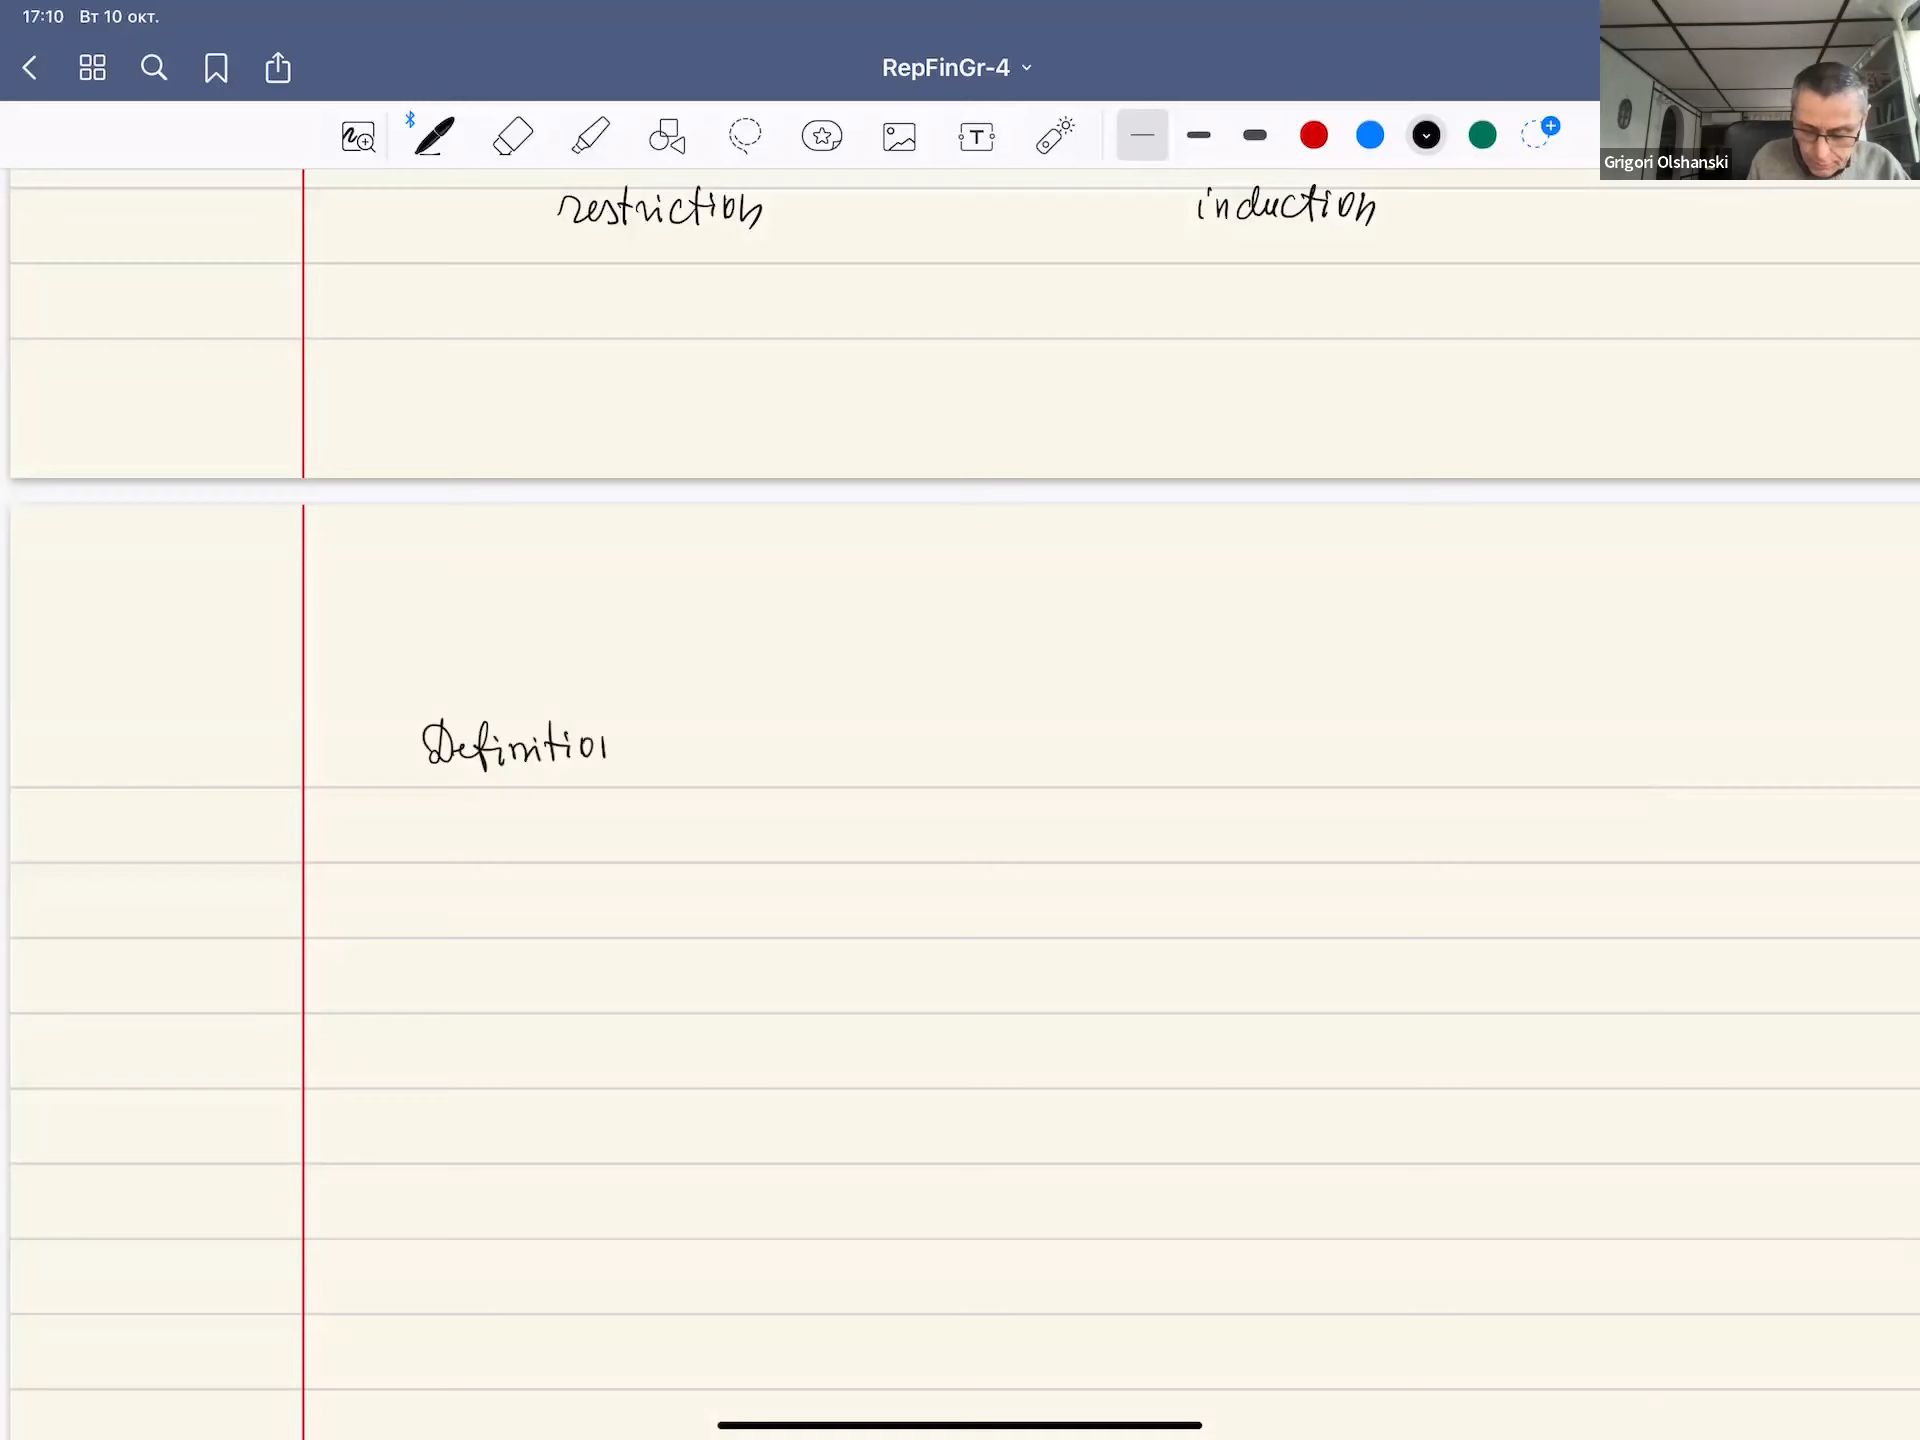 17:10 Вт 10 окт.
RepFinGr-4
T
Grigori Olshanski
restriction induction
Definition